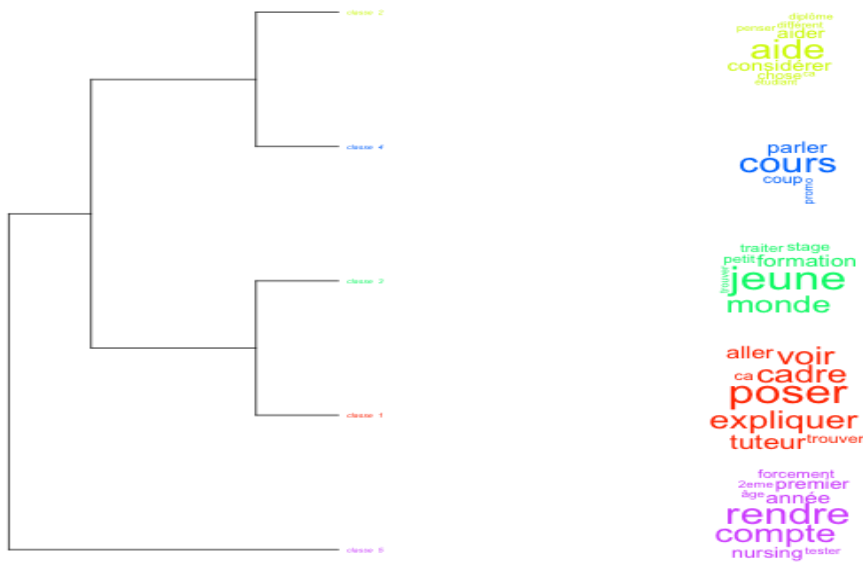 classe 2
diplôme
penser différent
aider
aide
considérer
chose ca
étudiant
classe 4
parler
cours
coup
promo
classe 3
traiter stage
petit formation
trouver
jeune
monde
aller voir
ca cadre
poser
classe 1
expliquer
tuteur trouver
forcement
2eme premier
âge année
rendre
compte
classe 5
nursing tester